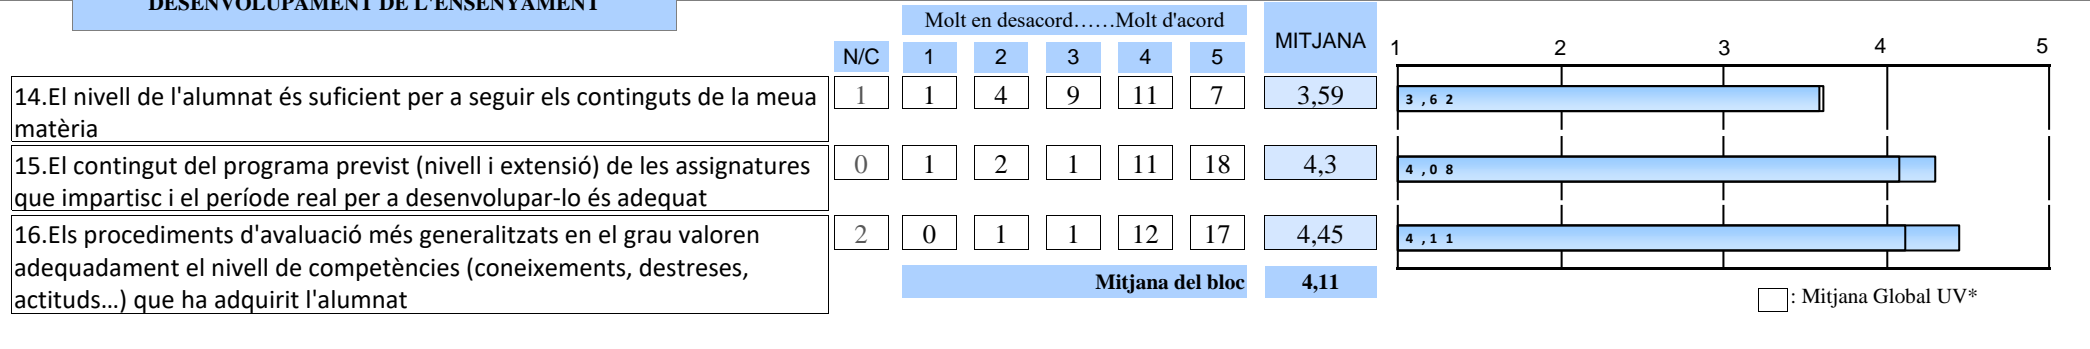 DESENVOLUPAMENT DE L'ENSENYAMENT
Molt en desacord……Molt d'acord
MITJANA
N/C 1 2 3 4 5
1 2 3 4 5
14.El nivell de l'alumnat és suficient per a seguir els continguts de la meua
matèria
1 1 4 9 11 7 3,59
3,62
15.El contingut del programa previst (nivell i extensió) de les assignatures
que impartisc i el període real per a desenvolupar-lo és adequat
0 1 2 1 11 18 4,3
4,08
16.Els procediments d'avaluació més generalitzats en el grau valoren
adequadament el nivell de competències (coneixements, destreses,
actituds…) que ha adquirit l'alumnat
2 0 1 1 12 17 4,45
4,11
Mitjana del bloc 4,11
: Mitjana Global UV*